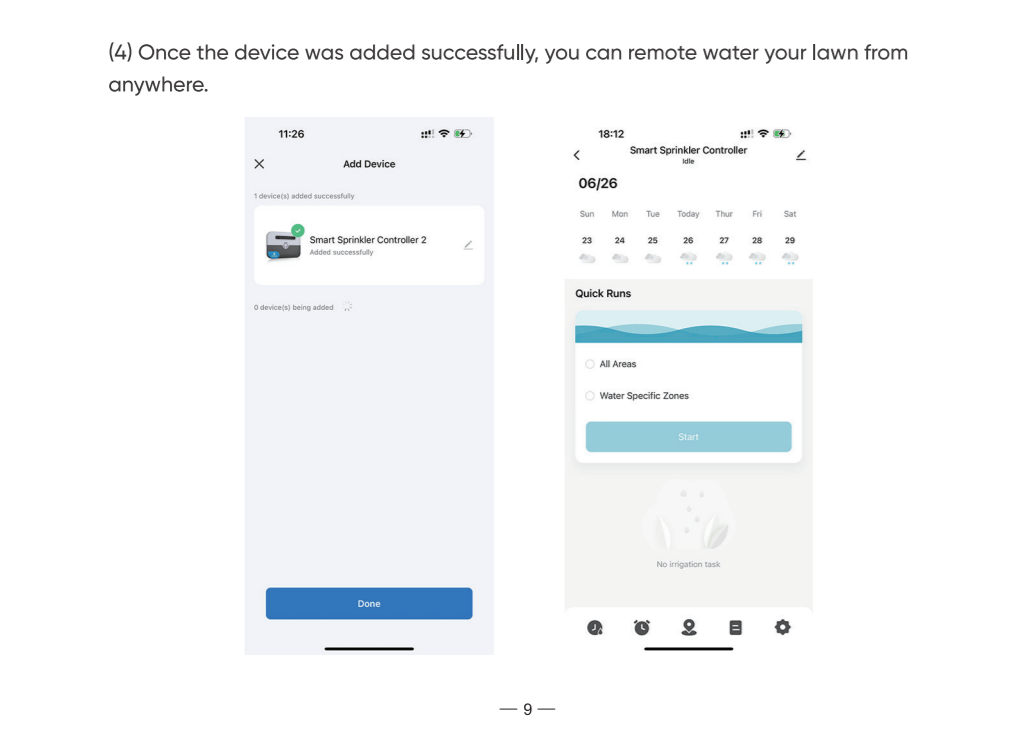 (4) Once the device was added successfully, you can remote water your lawn from
anywhere.
11:26
Add Device
1 device(s) added successfully
Smart Sprinkler Controller 2
Added successfully
0 device(s) being added
Done
18:12
Smart Sprinkler Controller
Idle
06/26
Sun Mon Tue Today Thur Fri Sat
23 24 25 26 27 28 29
Quick Runs
All Areas
Water Specific Zones
Start
No irrigation task
— 9 —